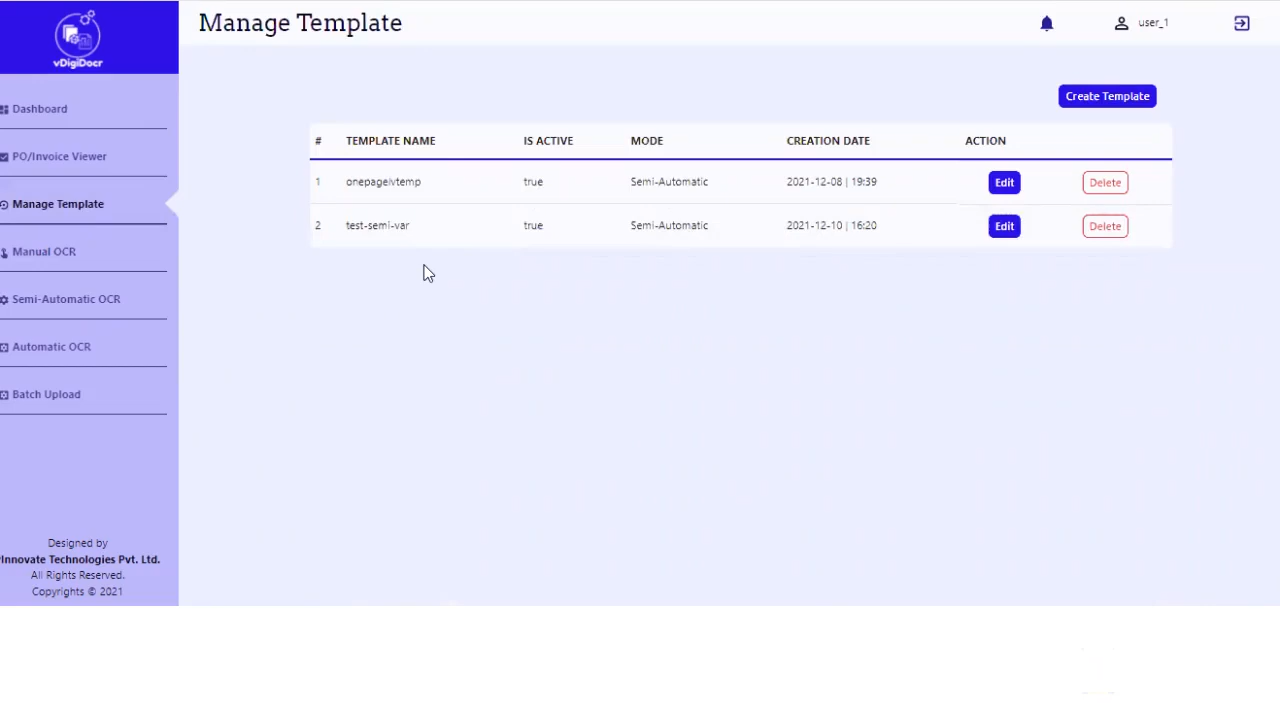 vDigiDocr
Manage Template
user_1
Dashboard
PO/Invoice Viewer
Manage Template
Manual OCR
Semi-Automatic OCR
Automatic OCR
Batch Upload
Create Template
# TEMPLATE NAME IS ACTIVE MODE CREATION DATE ACTION
1 onepageivtemp true Semi-Automatic 2021-12-08 | 19:39 Edit Delete
2 test-semi-var true Semi-Automatic 2021-12-10 | 16:20 Edit Delete
Designed by
Innovate Technologies Pvt. Ltd.
All Rights Reserved.
Copyrights © 2021